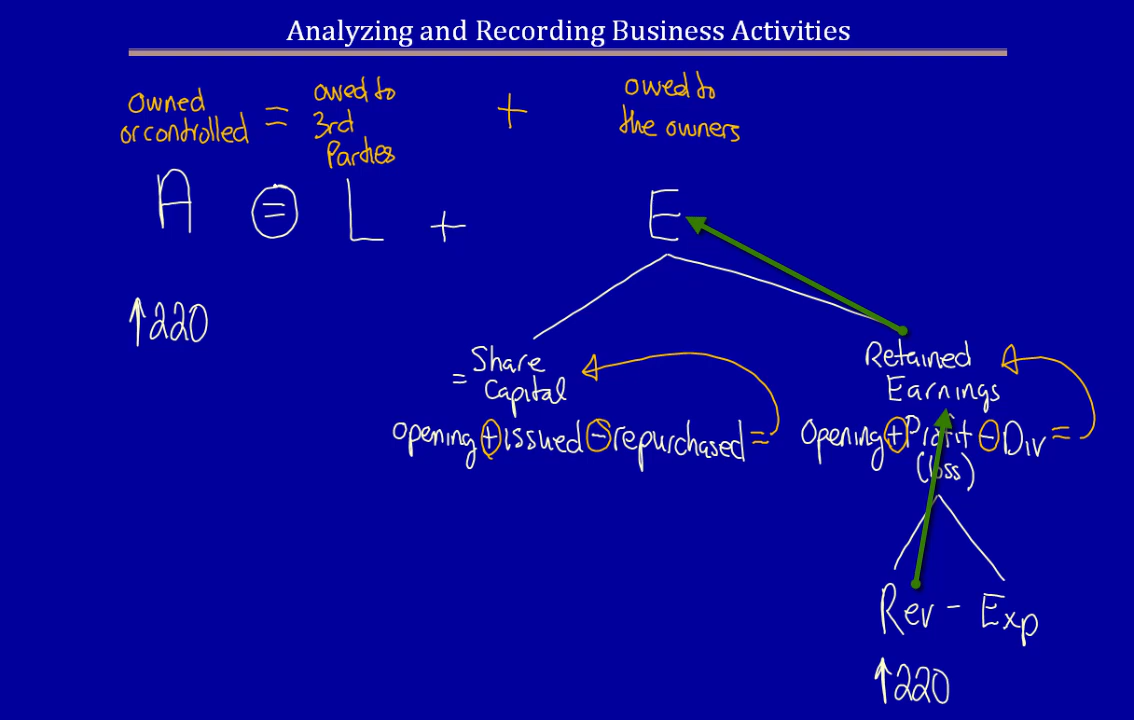 Analyzing and Recording Business Activities
Owned = owed to + owed to
or controlled 3rd the owners
Parties
A = L + E
↑220
= Share Retained
Capital Earnings
Opening + issued - repurchased = Opening + Profit - Div =
(loss)
Rev - Exp
↑220